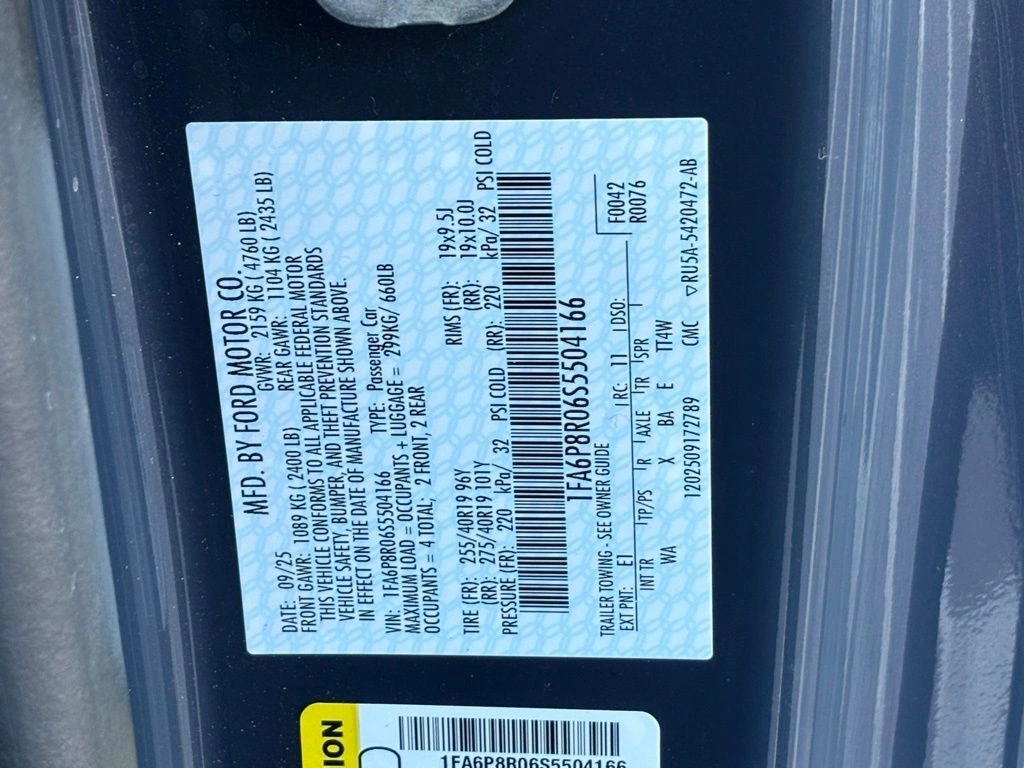 MFD. BY FORD MOTOR CO.
DATE: 09/25 GVWR: 2159 KG ( 4760 LB)
FRONT GAWR: 1089 KG ( 2400 LB) REAR GAWR: 1104 KG ( 2435 LB)
THIS VEHICLE CONFORMS TO ALL APPLICABLE FEDERAL MOTOR
VEHICLE SAFETY, BUMPER, AND THEFT PREVENTION STANDARDS
IN EFFECT ON THE DATE OF MANUFACTURE SHOWN ABOVE.
VIN: 1FA6P8R06S5504166 TYPE: Passenger Car
MAXIMUM LOAD = OCCUPANTS + LUGGAGE = 299KG/ 660LB
OCCUPANTS = 4 TOTAL; 2 FRONT, 2 REAR
TIRE (FR): 255/40R19 96Y RIMS (FR): 19x9.5J
(RR): 275/40R19 101Y (RR): 19x10.0J
PRESSURE (FR): 220 kPa/ 32 PSI COLD (RR): 220 kPa/ 32 PSI COLD
1FA6P8R06S5504166
TRAILER TOWING - SEE OWNER GUIDE
F0042
EXT PNT: E1 RC: 11 DSO: R0076
INT TR TP/PS R AXLE TR SPR
WA X BA E TT4W
1202509172789 CMC ▽RU5A-5420472-AB
ION
1FA6P8R06S5504166